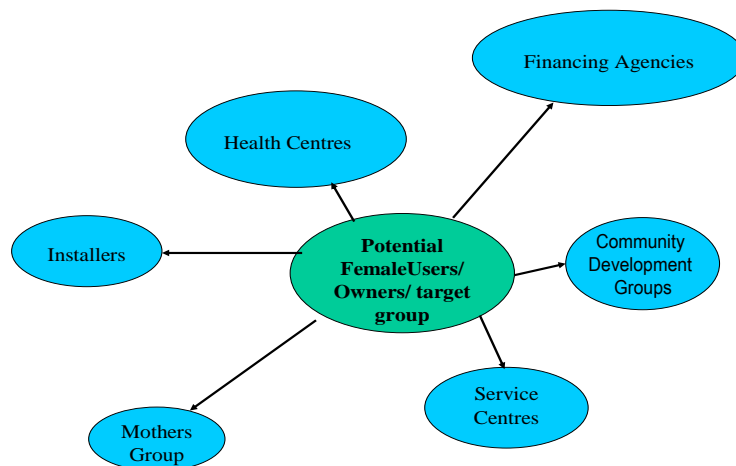 Financing Agencies
Health Centres
Installers
Potential
FemaleUsers/
Owners/ target
group
Community
Development
Groups
Service
Centres
Mothers
Group